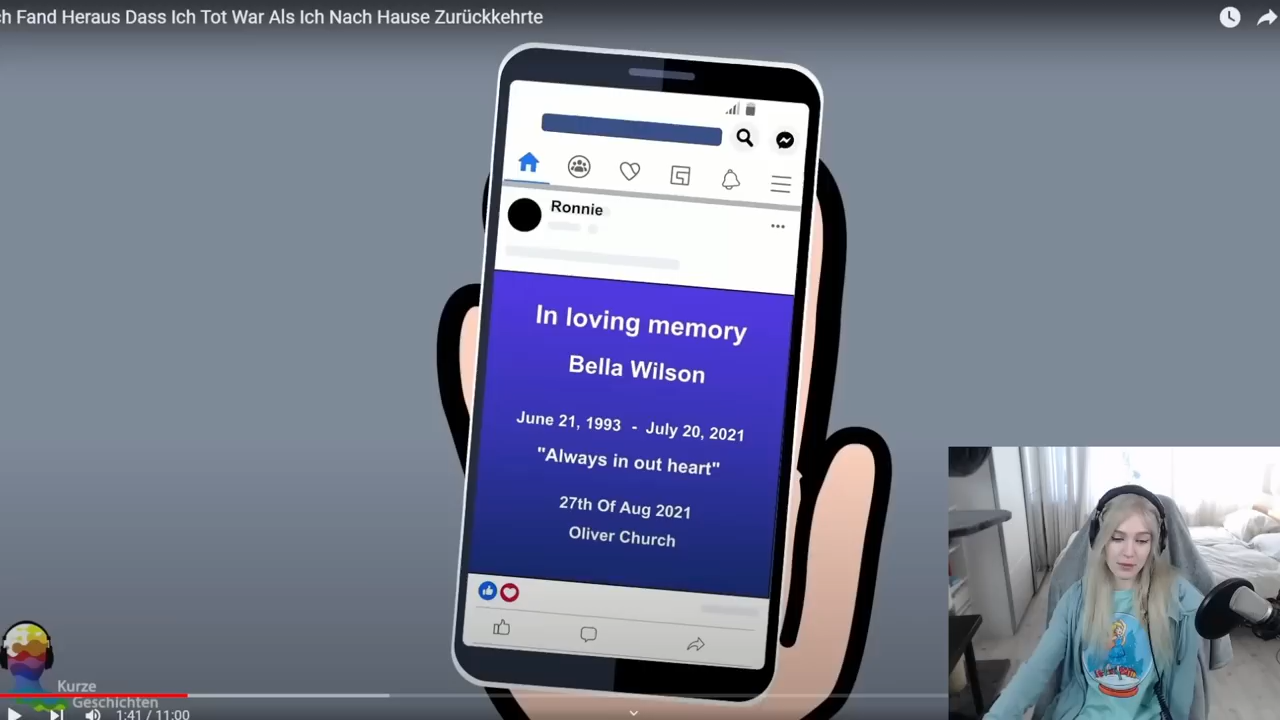 ch Fand Heraus Dass Ich Tot War Als Ich Nach Hause Zurückkehrte
Ronnie
In loving memory
Bella Wilson
June 21, 1993 - July 20, 2021
"Always in out heart"
27th Of Aug 2021
Oliver Church
Kurze
Geschichten
1:41 / 11:00